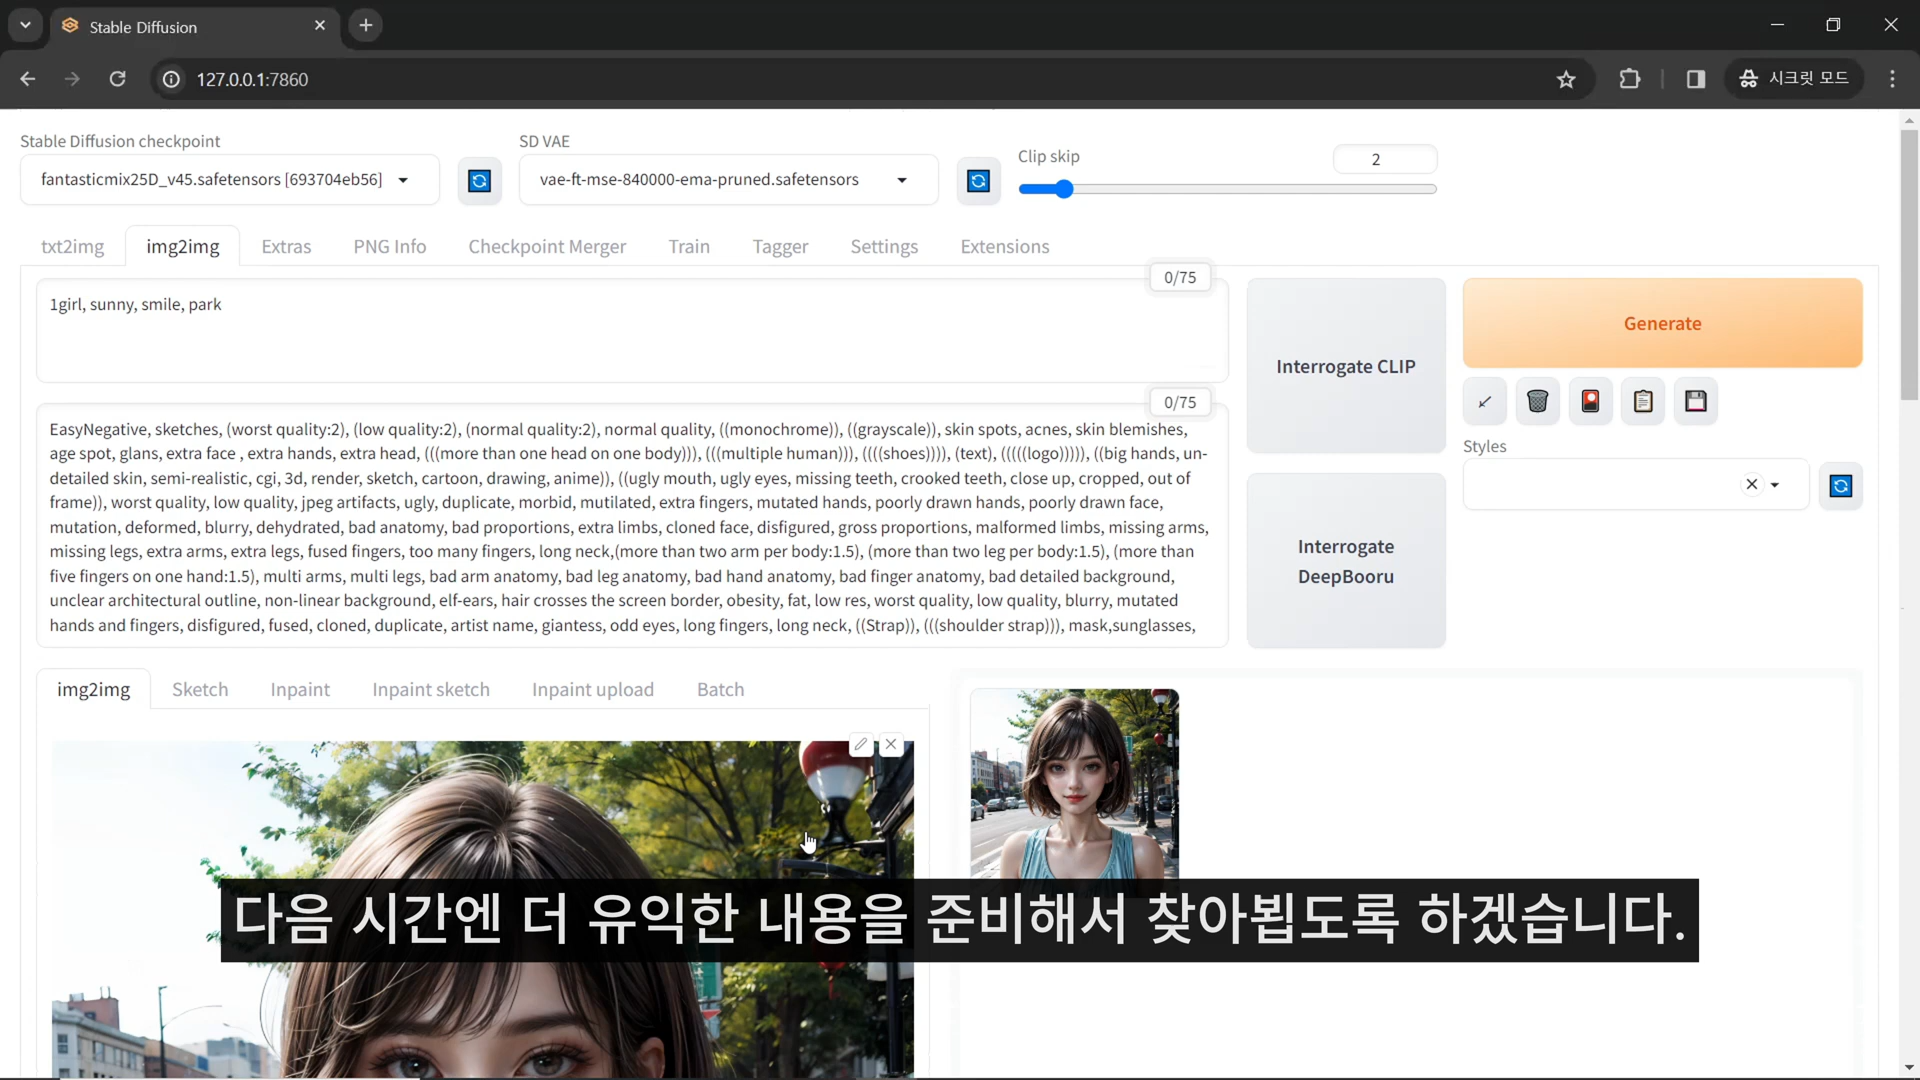 Stable Diffusion
127.0.0.1:7860
시크릿 모드
Stable Diffusion checkpoint
SD VAE
Clip skip
2
fantasticmix25D_v45.safetensors [693704eb56]
vae-ft-mse-840000-ema-pruned.safetensors
txt2img
img2img
Extras
PNG Info
Checkpoint Merger
Train
Tagger
Settings
Extensions
0/75
1girl, sunny, smile, park
Interrogate CLIP
Generate
0/75
EasyNegative, sketches, (worst quality:2), (low quality:2), (normal quality:2), normal quality, ((monochrome)), ((grayscale)), skin spots, acnes, skin blemishes,
age spot, glans, extra face , extra hands, extra head, (((more than one head on one body))), (((multiple human))), ((((shoes)))), (text), (((((logo))))), ((big hands, un-
detailed skin, semi-realistic, cgi, 3d, render, sketch, cartoon, drawing, anime)), ((ugly mouth, ugly eyes, missing teeth, crooked teeth, close up, cropped, out of
frame)), worst quality, low quality, jpeg artifacts, ugly, duplicate, morbid, mutilated, extra fingers, mutated hands, poorly drawn hands, poorly drawn face,
mutation, deformed, blurry, dehydrated, bad anatomy, bad proportions, extra limbs, cloned face, disfigured, gross proportions, malformed limbs, missing arms,
missing legs, extra arms, extra legs, fused fingers, too many fingers, long neck,(more than two arm per body:1.5), (more than two leg per body:1.5), (more than
five fingers on one hand:1.5), multi arms, multi legs, bad arm anatomy, bad leg anatomy, bad hand anatomy, bad finger anatomy, bad detailed background,
unclear architectural outline, non-linear background, elf-ears, hair crosses the screen border, obesity, fat, low res, worst quality, low quality, blurry, mutated
hands and fingers, disfigured, fused, cloned, duplicate, artist name, giantess, odd eyes, long fingers, long neck, ((Strap)), (((shoulder strap))), mask,sunglasses,
Styles
Interrogate
DeepBooru
img2img
Sketch
Inpaint
Inpaint sketch
Inpaint upload
Batch
다음 시간엔 더 유익한 내용을 준비해서 찾아뵙도록 하겠습니다.